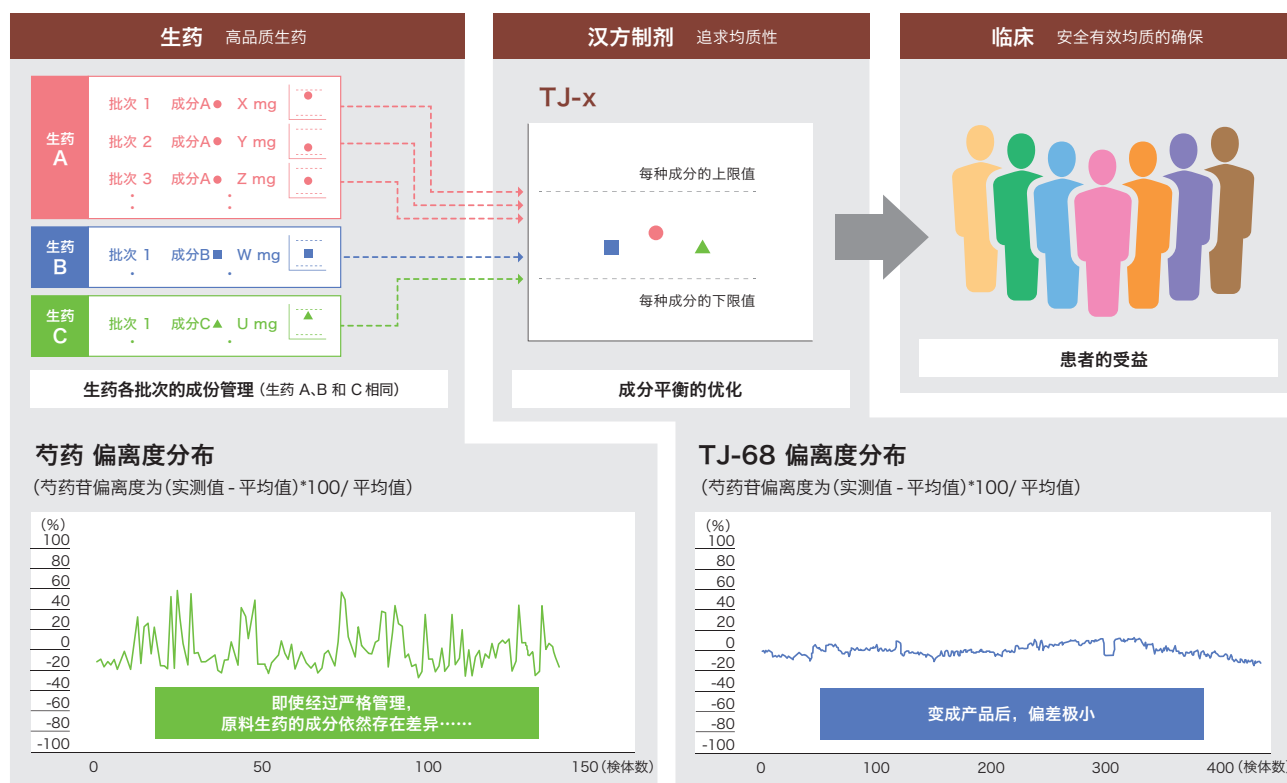 生药 高品质生药
生药
A
批次 1 成分A● X mg
批次 2 成分A● Y mg
批次 3 成分A● Z mg
生药
B
批次 1 成分B■ W mg
生药
C
批次 1 成分C▲ U mg
生药各批次的成份管理（生药 A、B 和 C 相同）
汉方制剂 追求均质性
TJ-x
每种成分的上限值
每种成分的下限值
成分平衡的优化
临床 安全有效均质的确保
患者的受益
芍药 偏离度分布
（芍药苷偏离度为（实测值 - 平均值）*100/ 平均值）
（%）
100
80
60
40
20
0
-20
-40
-60
-80
-100
即使经过严格管理，
原料生药的成分依然存在差异……
0 50 100 150（検体数）
TJ-68 偏离度分布
（芍药苷偏离度为（实测值 - 平均值）*100/ 平均值）
（%）
100
80
60
40
20
0
-20
-40
-60
-80
-100
变成产品后，偏差极小
0 100 200 300 400（検体数）